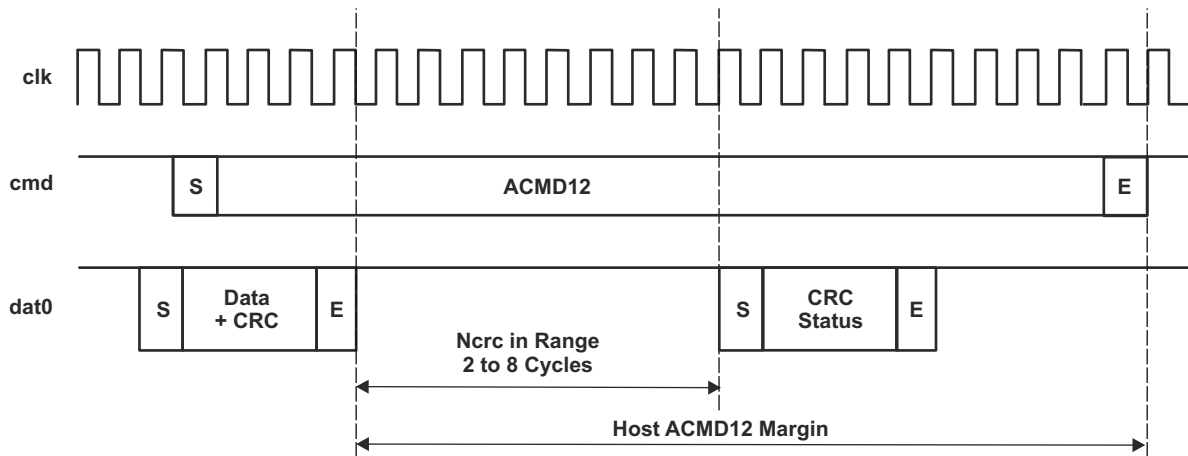 clk
cmd
S
ACMD12
E
dat0
S
Data
+ CRC
E
S
CRC
Status
E
Ncrc in Range
2 to 8 Cycles
Host ACMD12 Margin